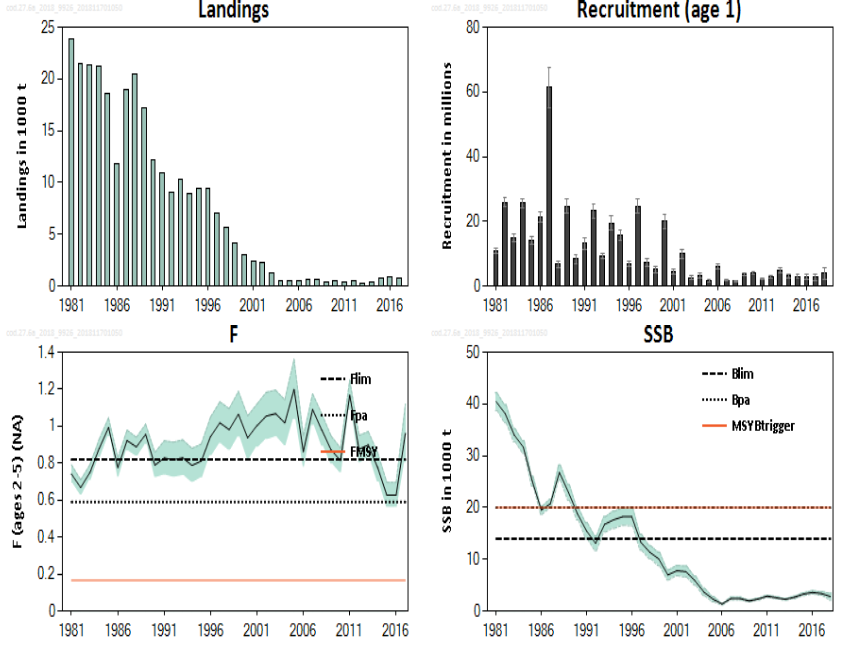 Landings
Landings in 1000 t
25
20
15
10
5
0
1981 1986 1991 1996 2001 2006 2011 2016
Recruitment (age 1)
Recruitment in millions
80
60
40
20
0
1981 1986 1991 1996 2001 2006 2011 2016
F
F (ages 2-5) (NA)
1.4
1.2
1
0.8
0.6
0.4
0.2
0
Flim
Fpa
FMSY
1981 1986 1991 1996 2001 2006 2011 2016
SSB
SSB in 1000 t
50
40
30
20
10
0
Blim
Bpa
MSY Btrigger
1981 1986 1991 1996 2001 2006 2011 2016